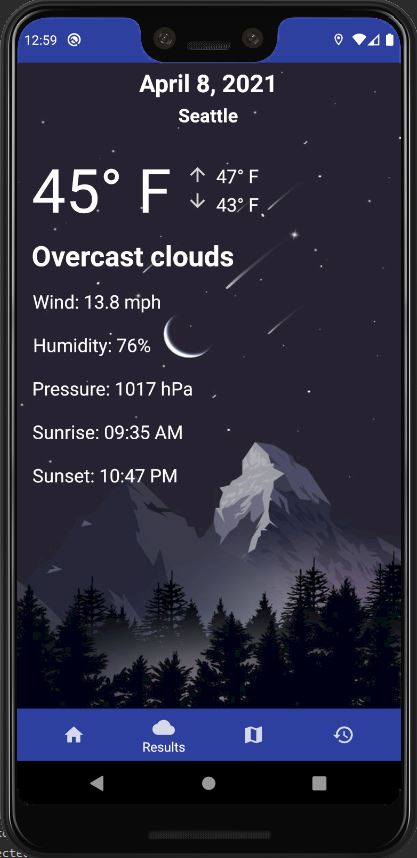 12:59
April 8, 2021
Seattle
45° F
↑ 47° F
↓ 43° F
Overcast clouds
Wind: 13.8 mph
Humidity: 76%
Pressure: 1017 hPa
Sunrise: 09:35 AM
Sunset: 10:47 PM
Results